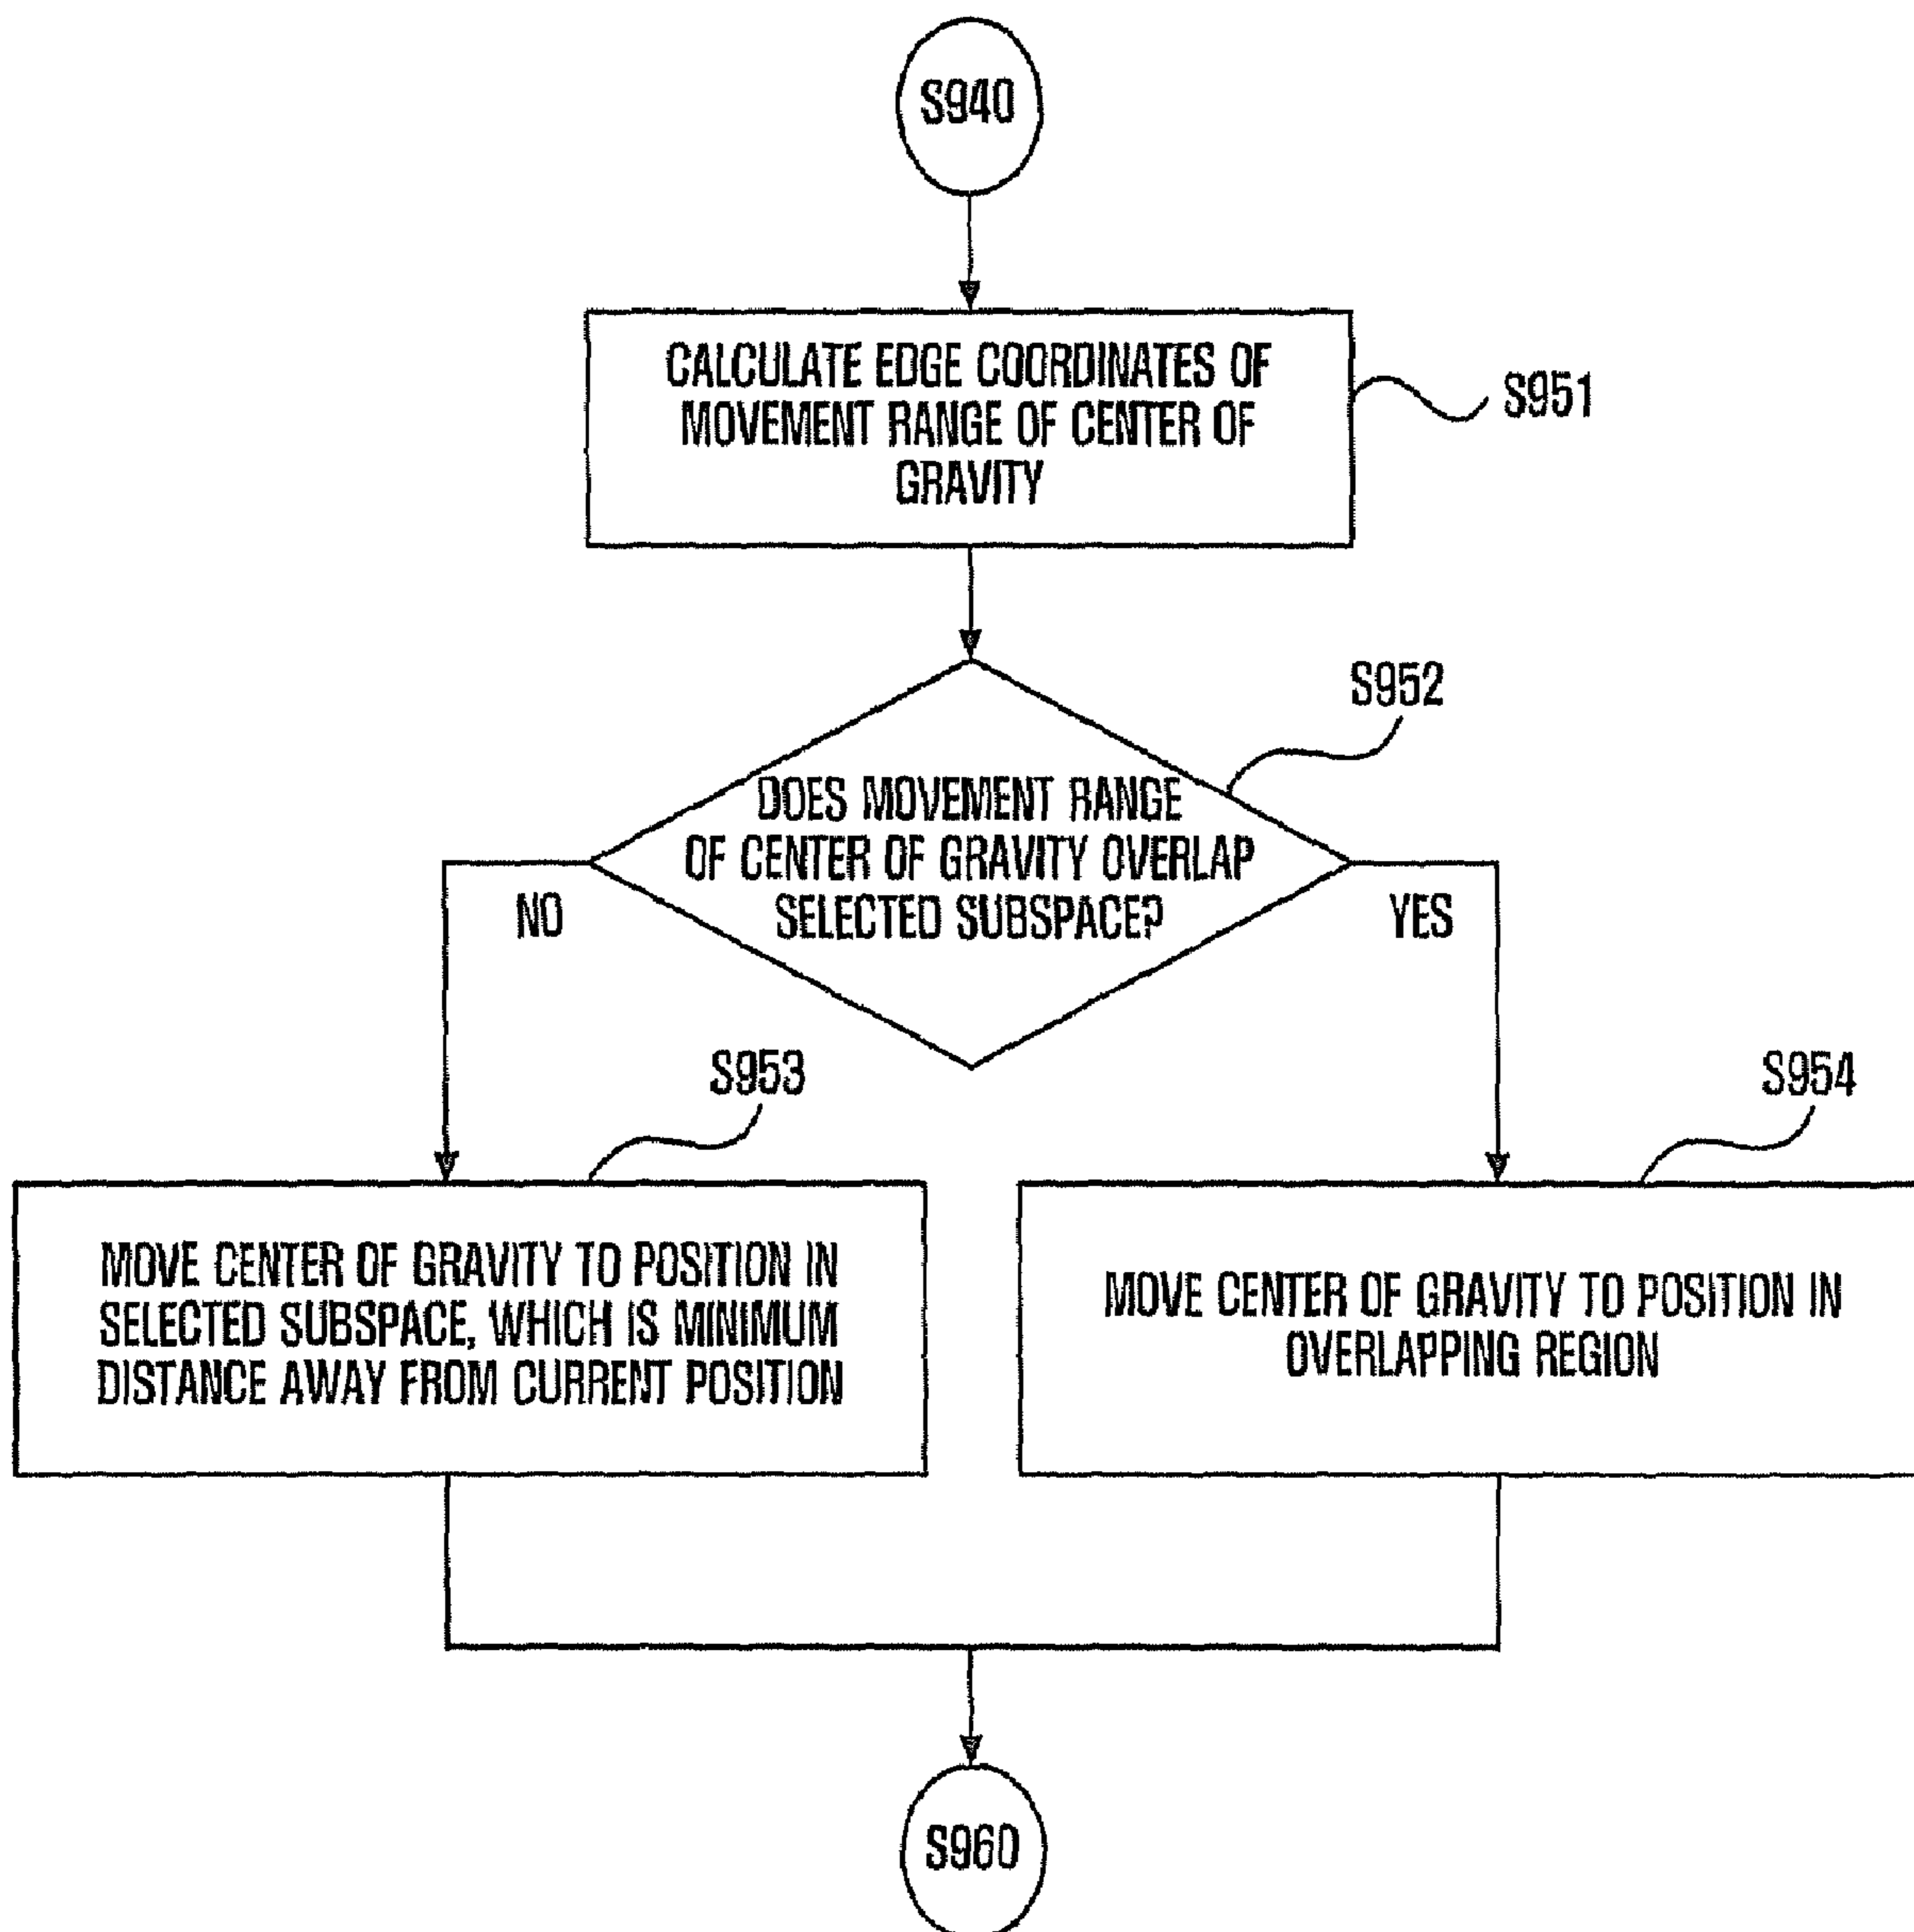 S940
CALCULATE EDGE COORDINATES OF
MOVEMENT RANGE OF CENTER OF
GRAVITY
S951
S952
DOES MOVEMENT RANGE
OF CENTER OF GRAVITY OVERLAP
SELECTED SUBSPACE?
NO
YES
S953
S954
MOVE CENTER OF GRAVITY TO POSITION IN
SELECTED SUBSPACE, WHICH IS MINIMUM
DISTANCE AWAY FROM CURRENT POSITION
MOVE CENTER OF GRAVITY TO POSITION IN
OVERLAPPING REGION
S960